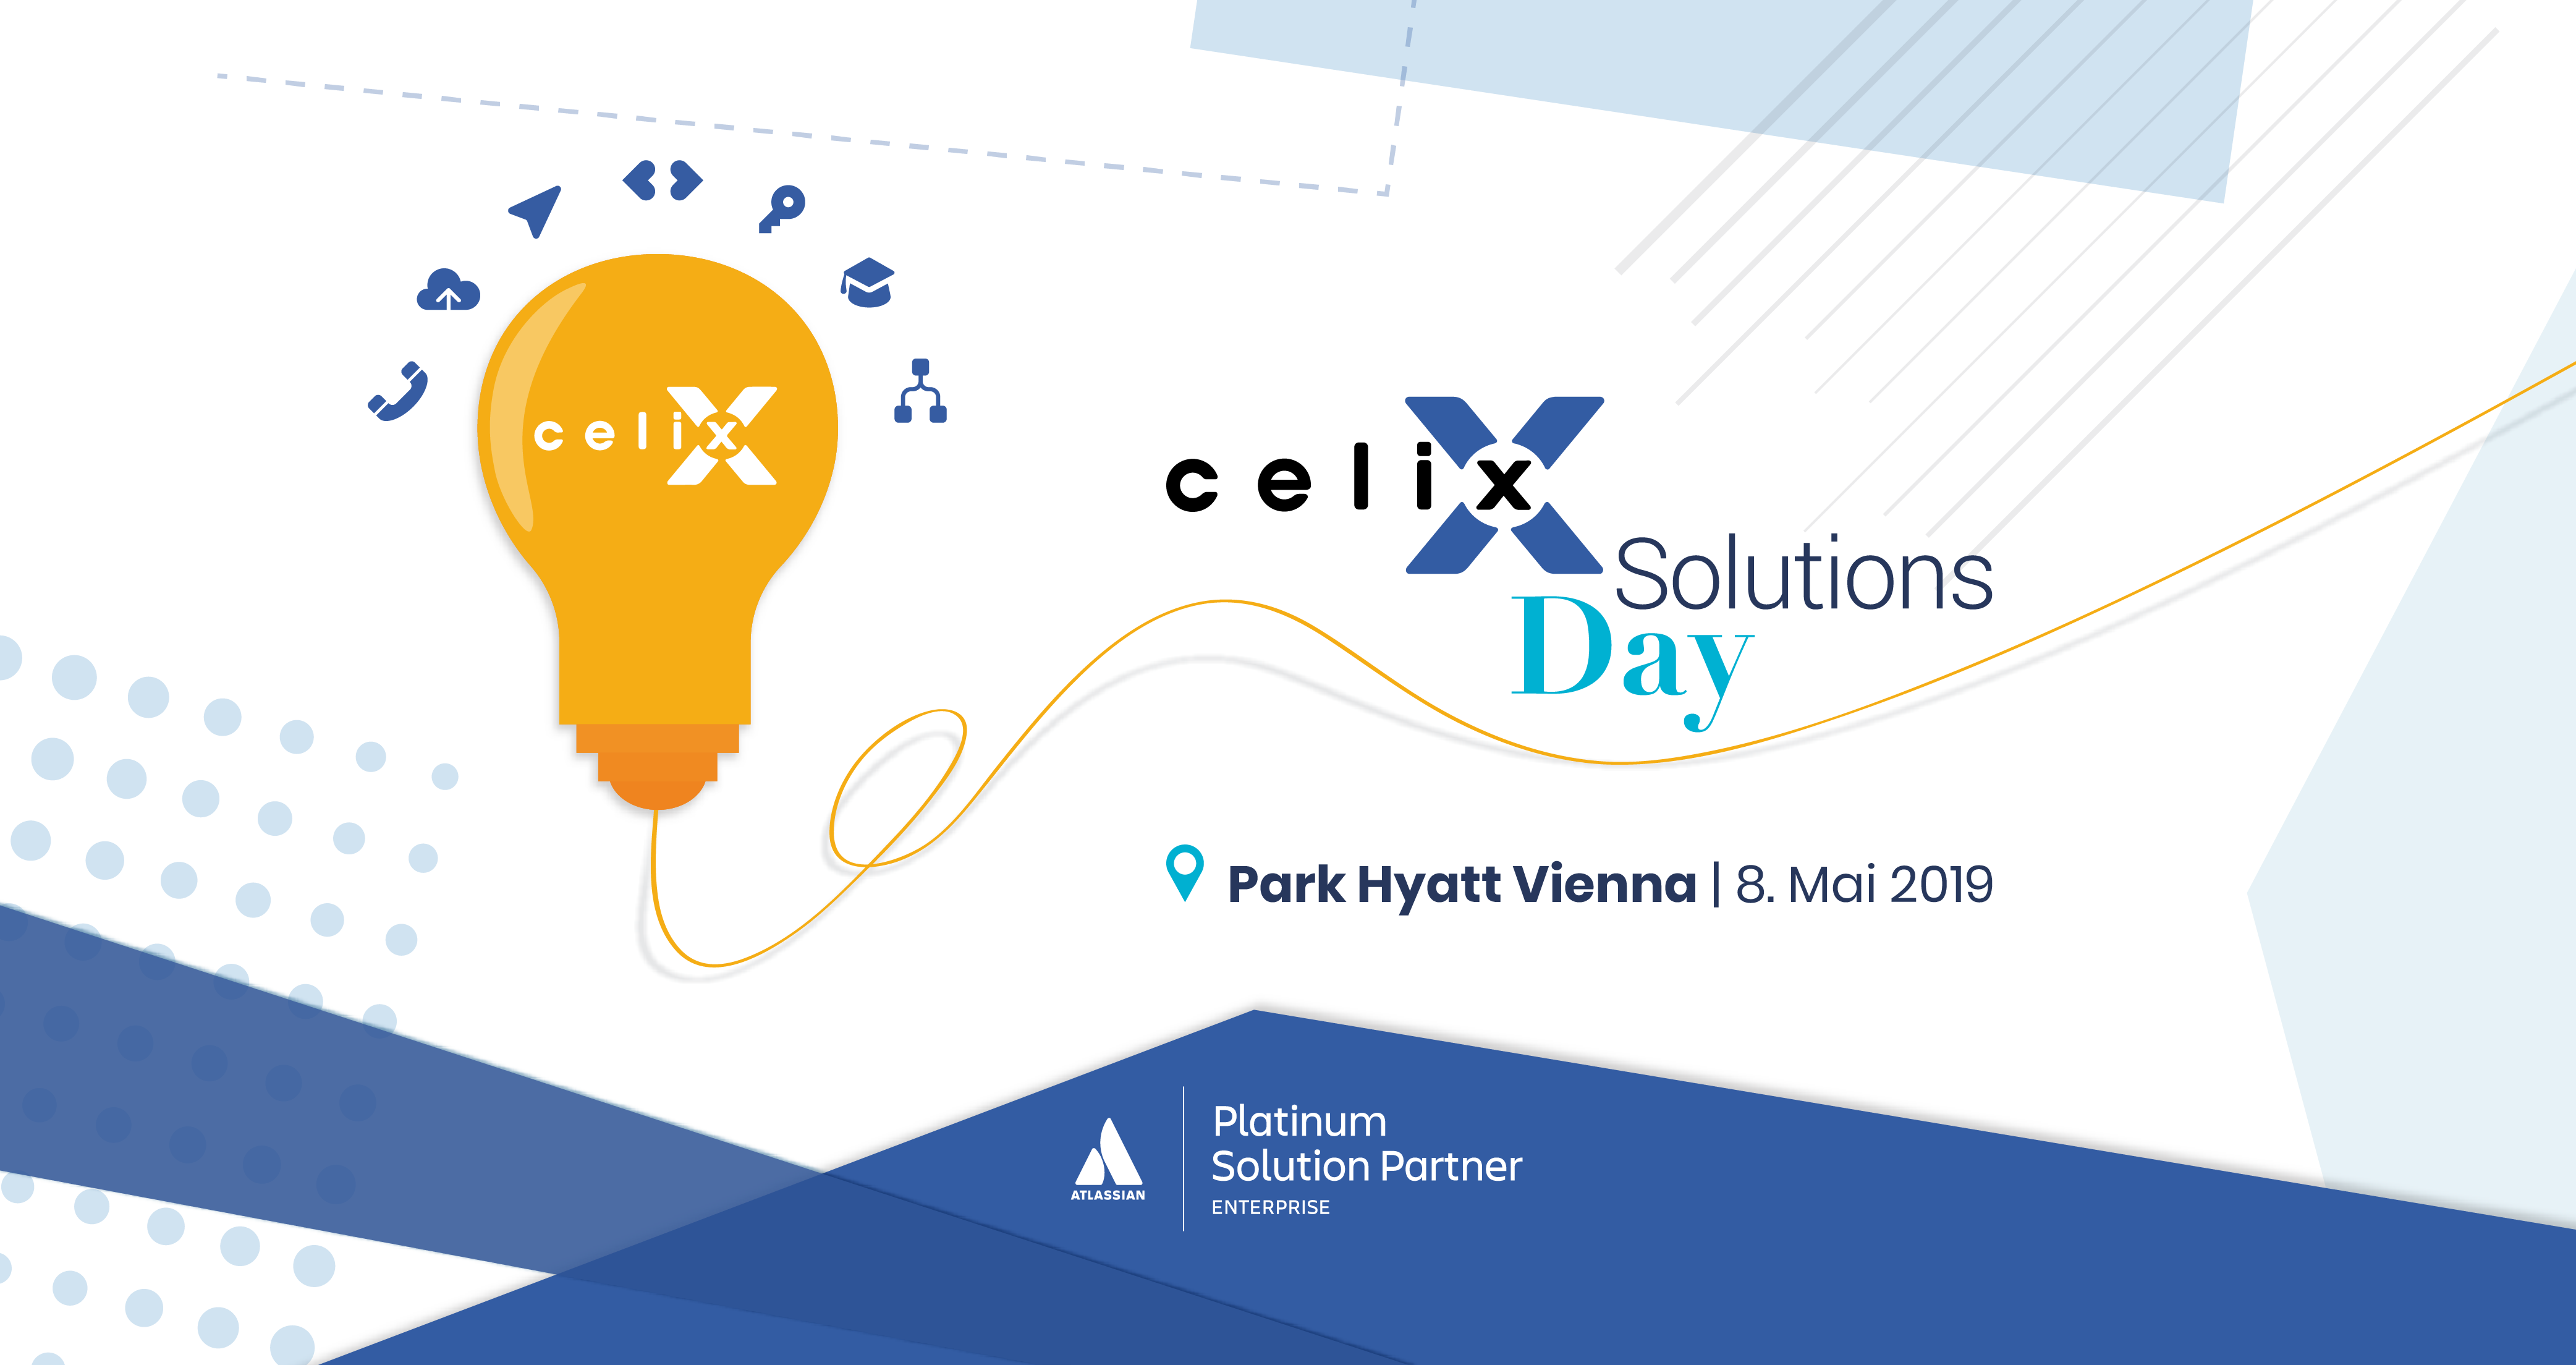 celix
celix
Solutions
Day
Park Hyatt Vienna | 8. Mai 2019
ATLASSIAN
Platinum
Solution Partner
ENTERPRISE